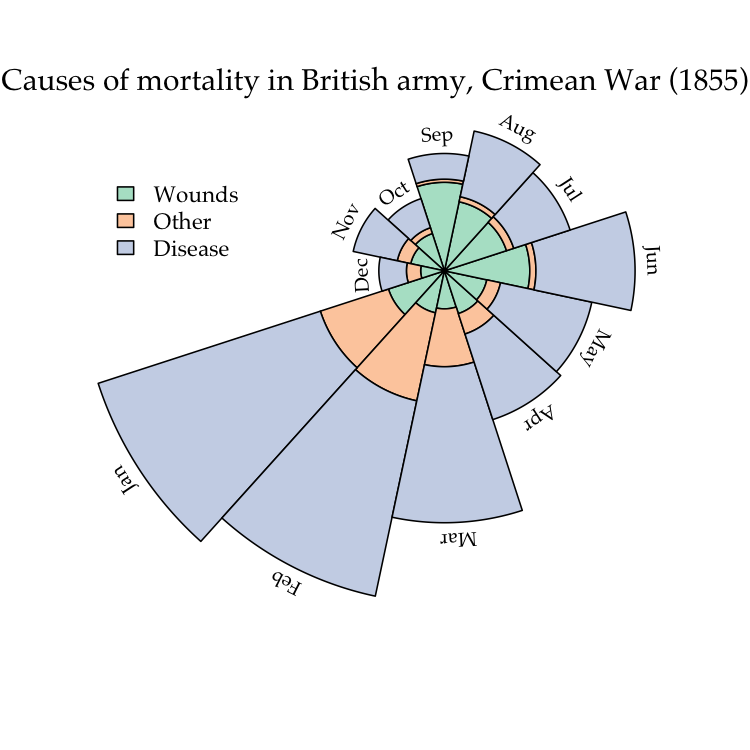 Causes of mortality in British army, Crimean War (1855)
Wounds
Other
Disease
Jan
Feb
Mar
Apr
May
Jun
Jul
Aug
Sep
Oct
Nov
Dec